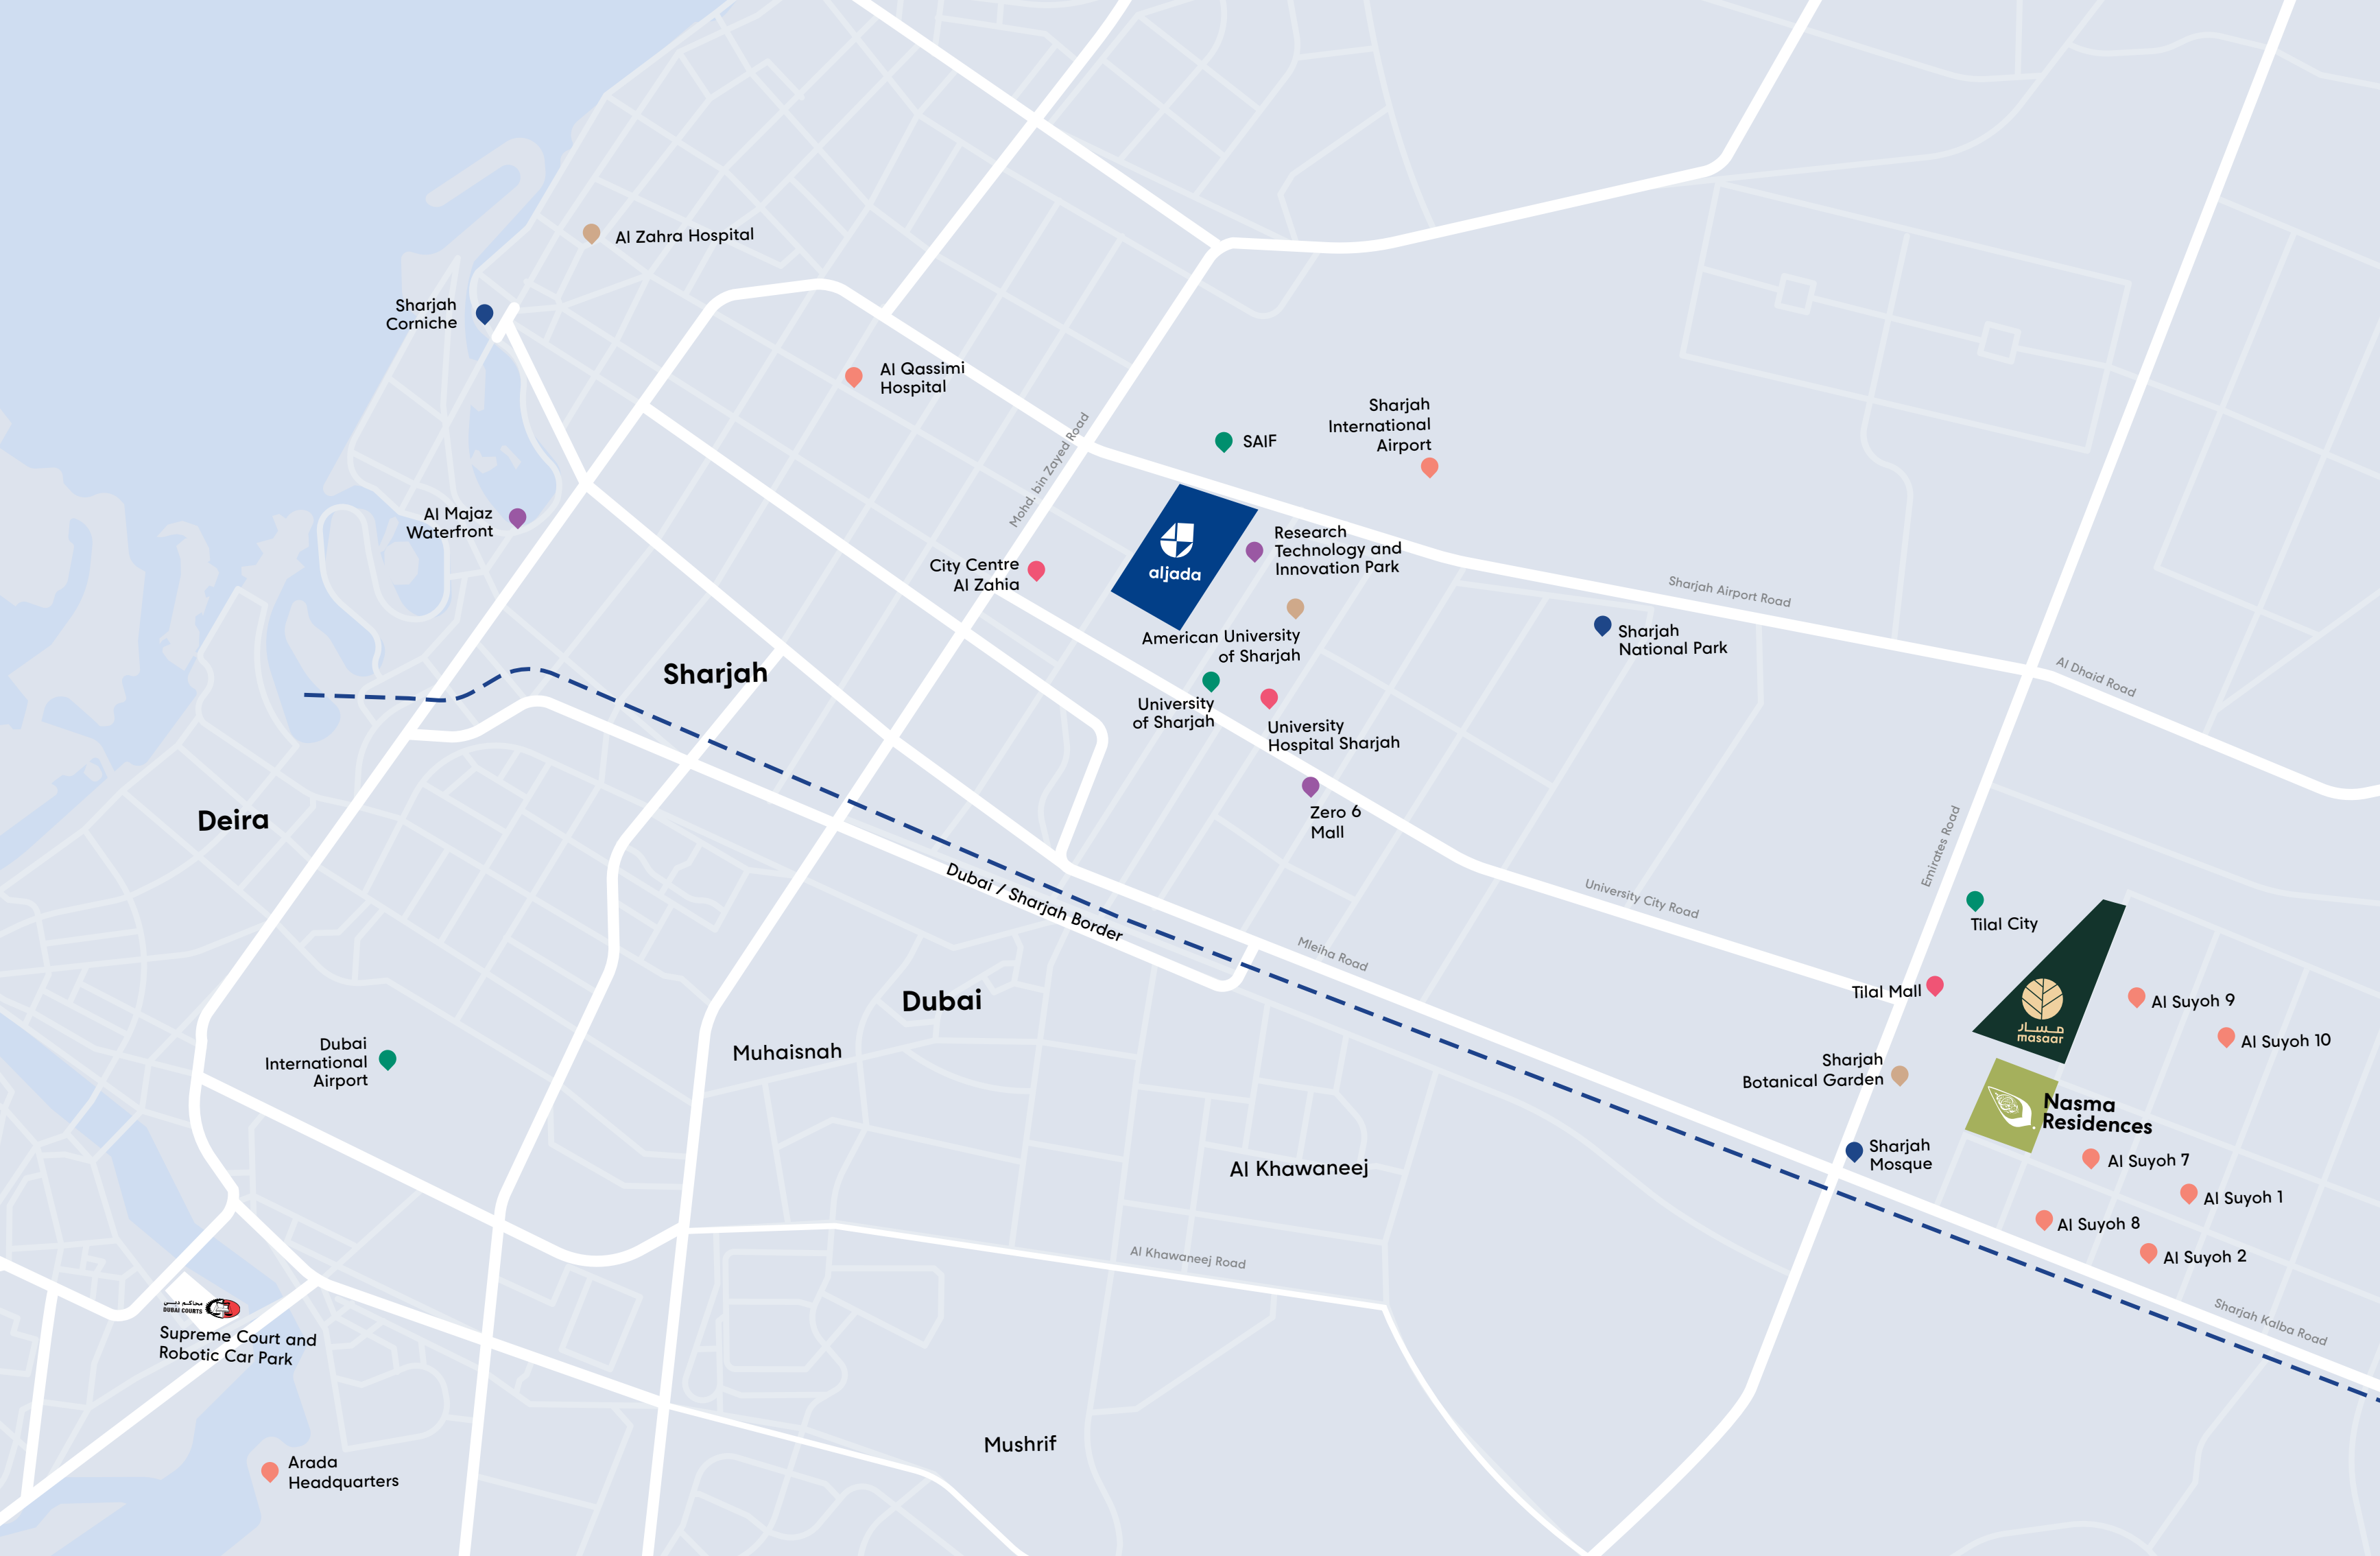 Al Zahra Hospital
Sharjah
Corniche
Al Qassimi
Hospital
Mohd. bin Zayed Road
SAIF
Sharjah
International
Airport
Al Majaz
Waterfront
aljada
Research
Technology and
Innovation Park
City Centre
Al Zahia
Sharjah Airport Road
American University
of Sharjah
Sharjah
National Park
Sharjah
University
of Sharjah
University
Hospital Sharjah
Al Dhaid Road
Zero 6
Mall
Deira
Emirates Road
Dubai / Sharjah Border
University City Road
Tilal City
Mleiha Road
Dubai
Tilal Mall
مسار
masaar
Al Suyoh 9
Al Suyoh 10
Muhaisnah
Dubai
International
Airport
Sharjah
Botanical Garden
Nasma
Residences
Sharjah
Mosque
Al Suyoh 7
Al Khawaneej
Al Suyoh 1
Al Suyoh 8
Al Suyoh 2
Al Khawaneej Road
محاكم دبي
DUBAI COURTS
Supreme Court and
Robotic Car Park
Sharjah Kalba Road
Mushrif
Arada
Headquarters